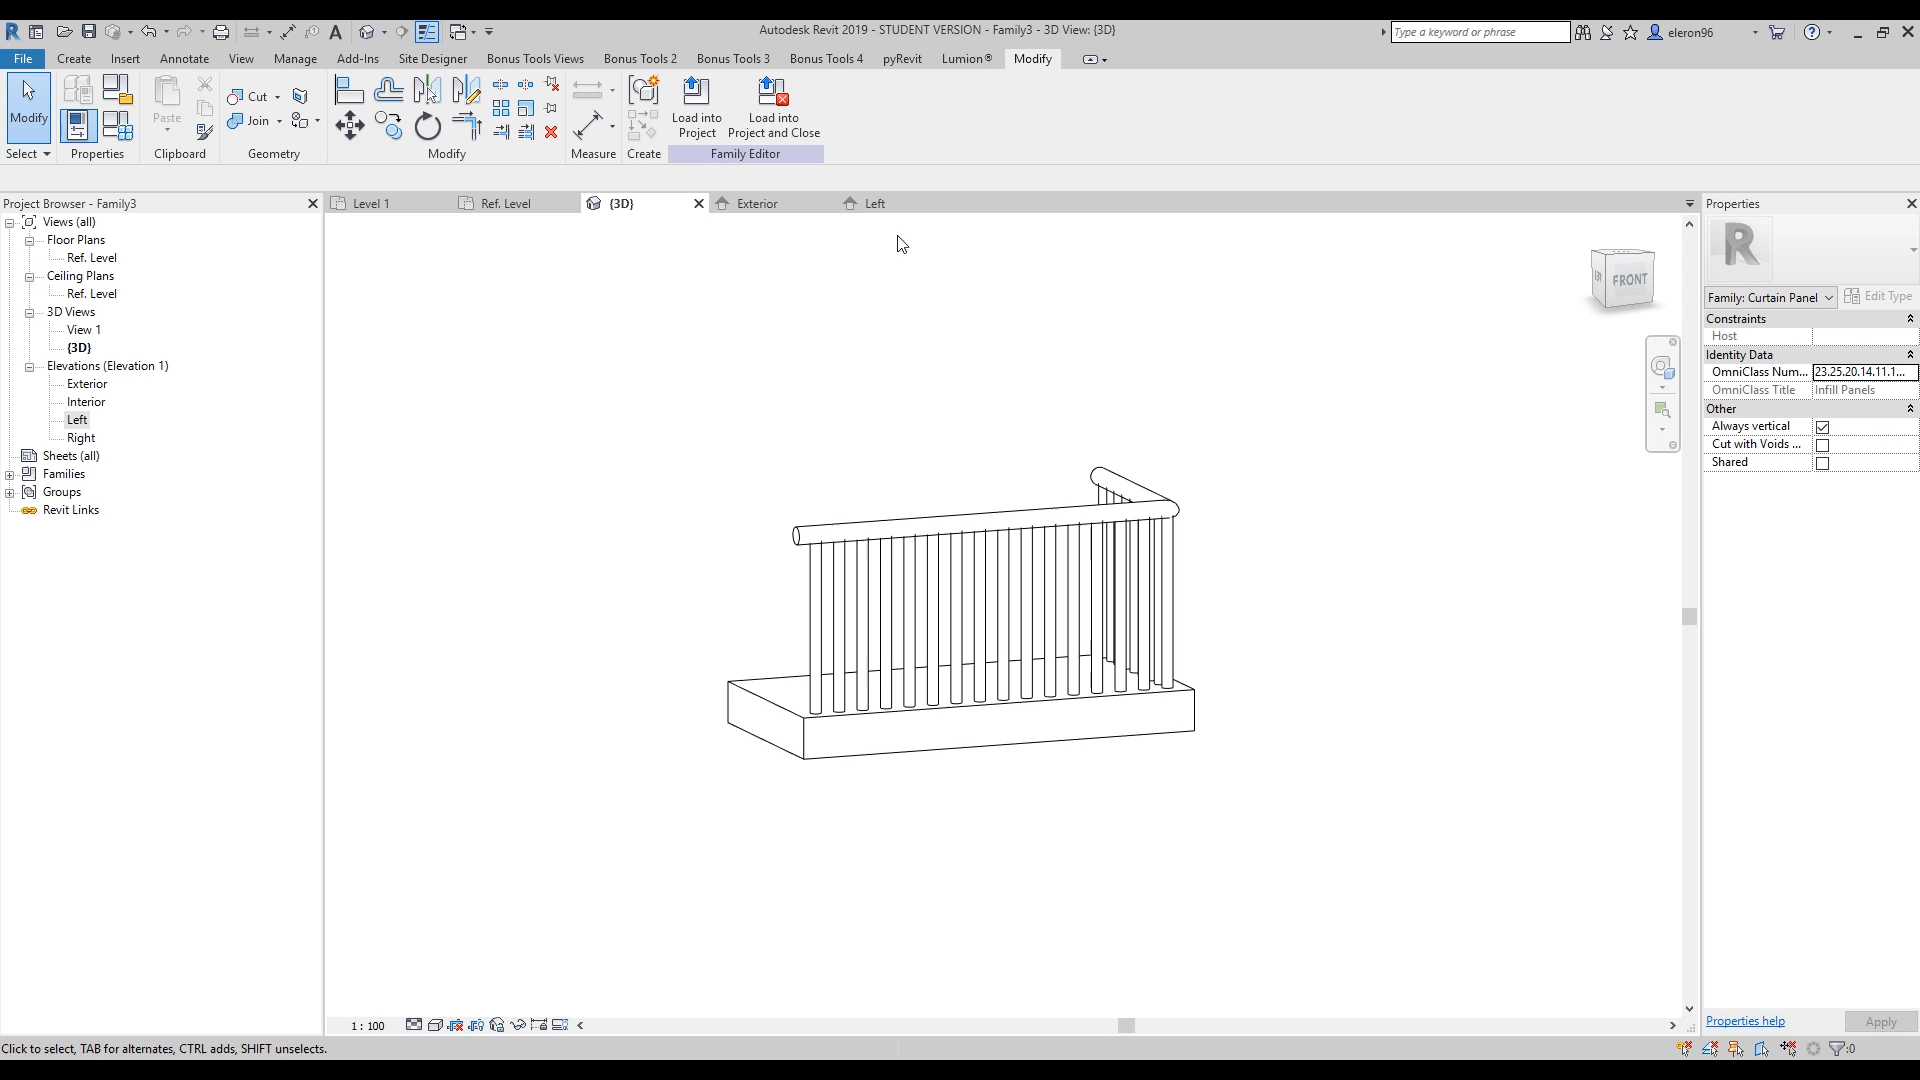 Autodesk Revit 2019 - STUDENT VERSION - Family3 - 3D View: {3D}
Type a keyword or phrase
eleron96
File Create Insert Annotate View Manage Add-Ins Site Designer Bonus Tools Views Bonus Tools 2 Bonus Tools 3 Bonus Tools 4 pyRevit Lumion® Modify
Modify
Paste
Cut
Join
Load into Project
Load into Project and Close
Select Properties Clipboard Geometry Modify Measure Create Family Editor
Project Browser - Family3
Views (all)
Floor Plans
Ref. Level
Ceiling Plans
Ref. Level
3D Views
View 1
{3D}
Elevations (Elevation 1)
Exterior
Interior
Left
Right
Sheets (all)
Families
Groups
Revit Links
Level 1 Ref. Level {3D} Exterior Left
FRONT
Properties
R
Family: Curtain Panel Edit Type
Constraints
Host
Identity Data
OmniClass Num... 23.25.20.14.11.1...
OmniClass Title Infill Panels
Other
Always vertical
Cut with Voids ...
Shared
Properties help Apply
1 : 100
Click to select, TAB for alternates, CTRL adds, SHIFT unselects.
:0